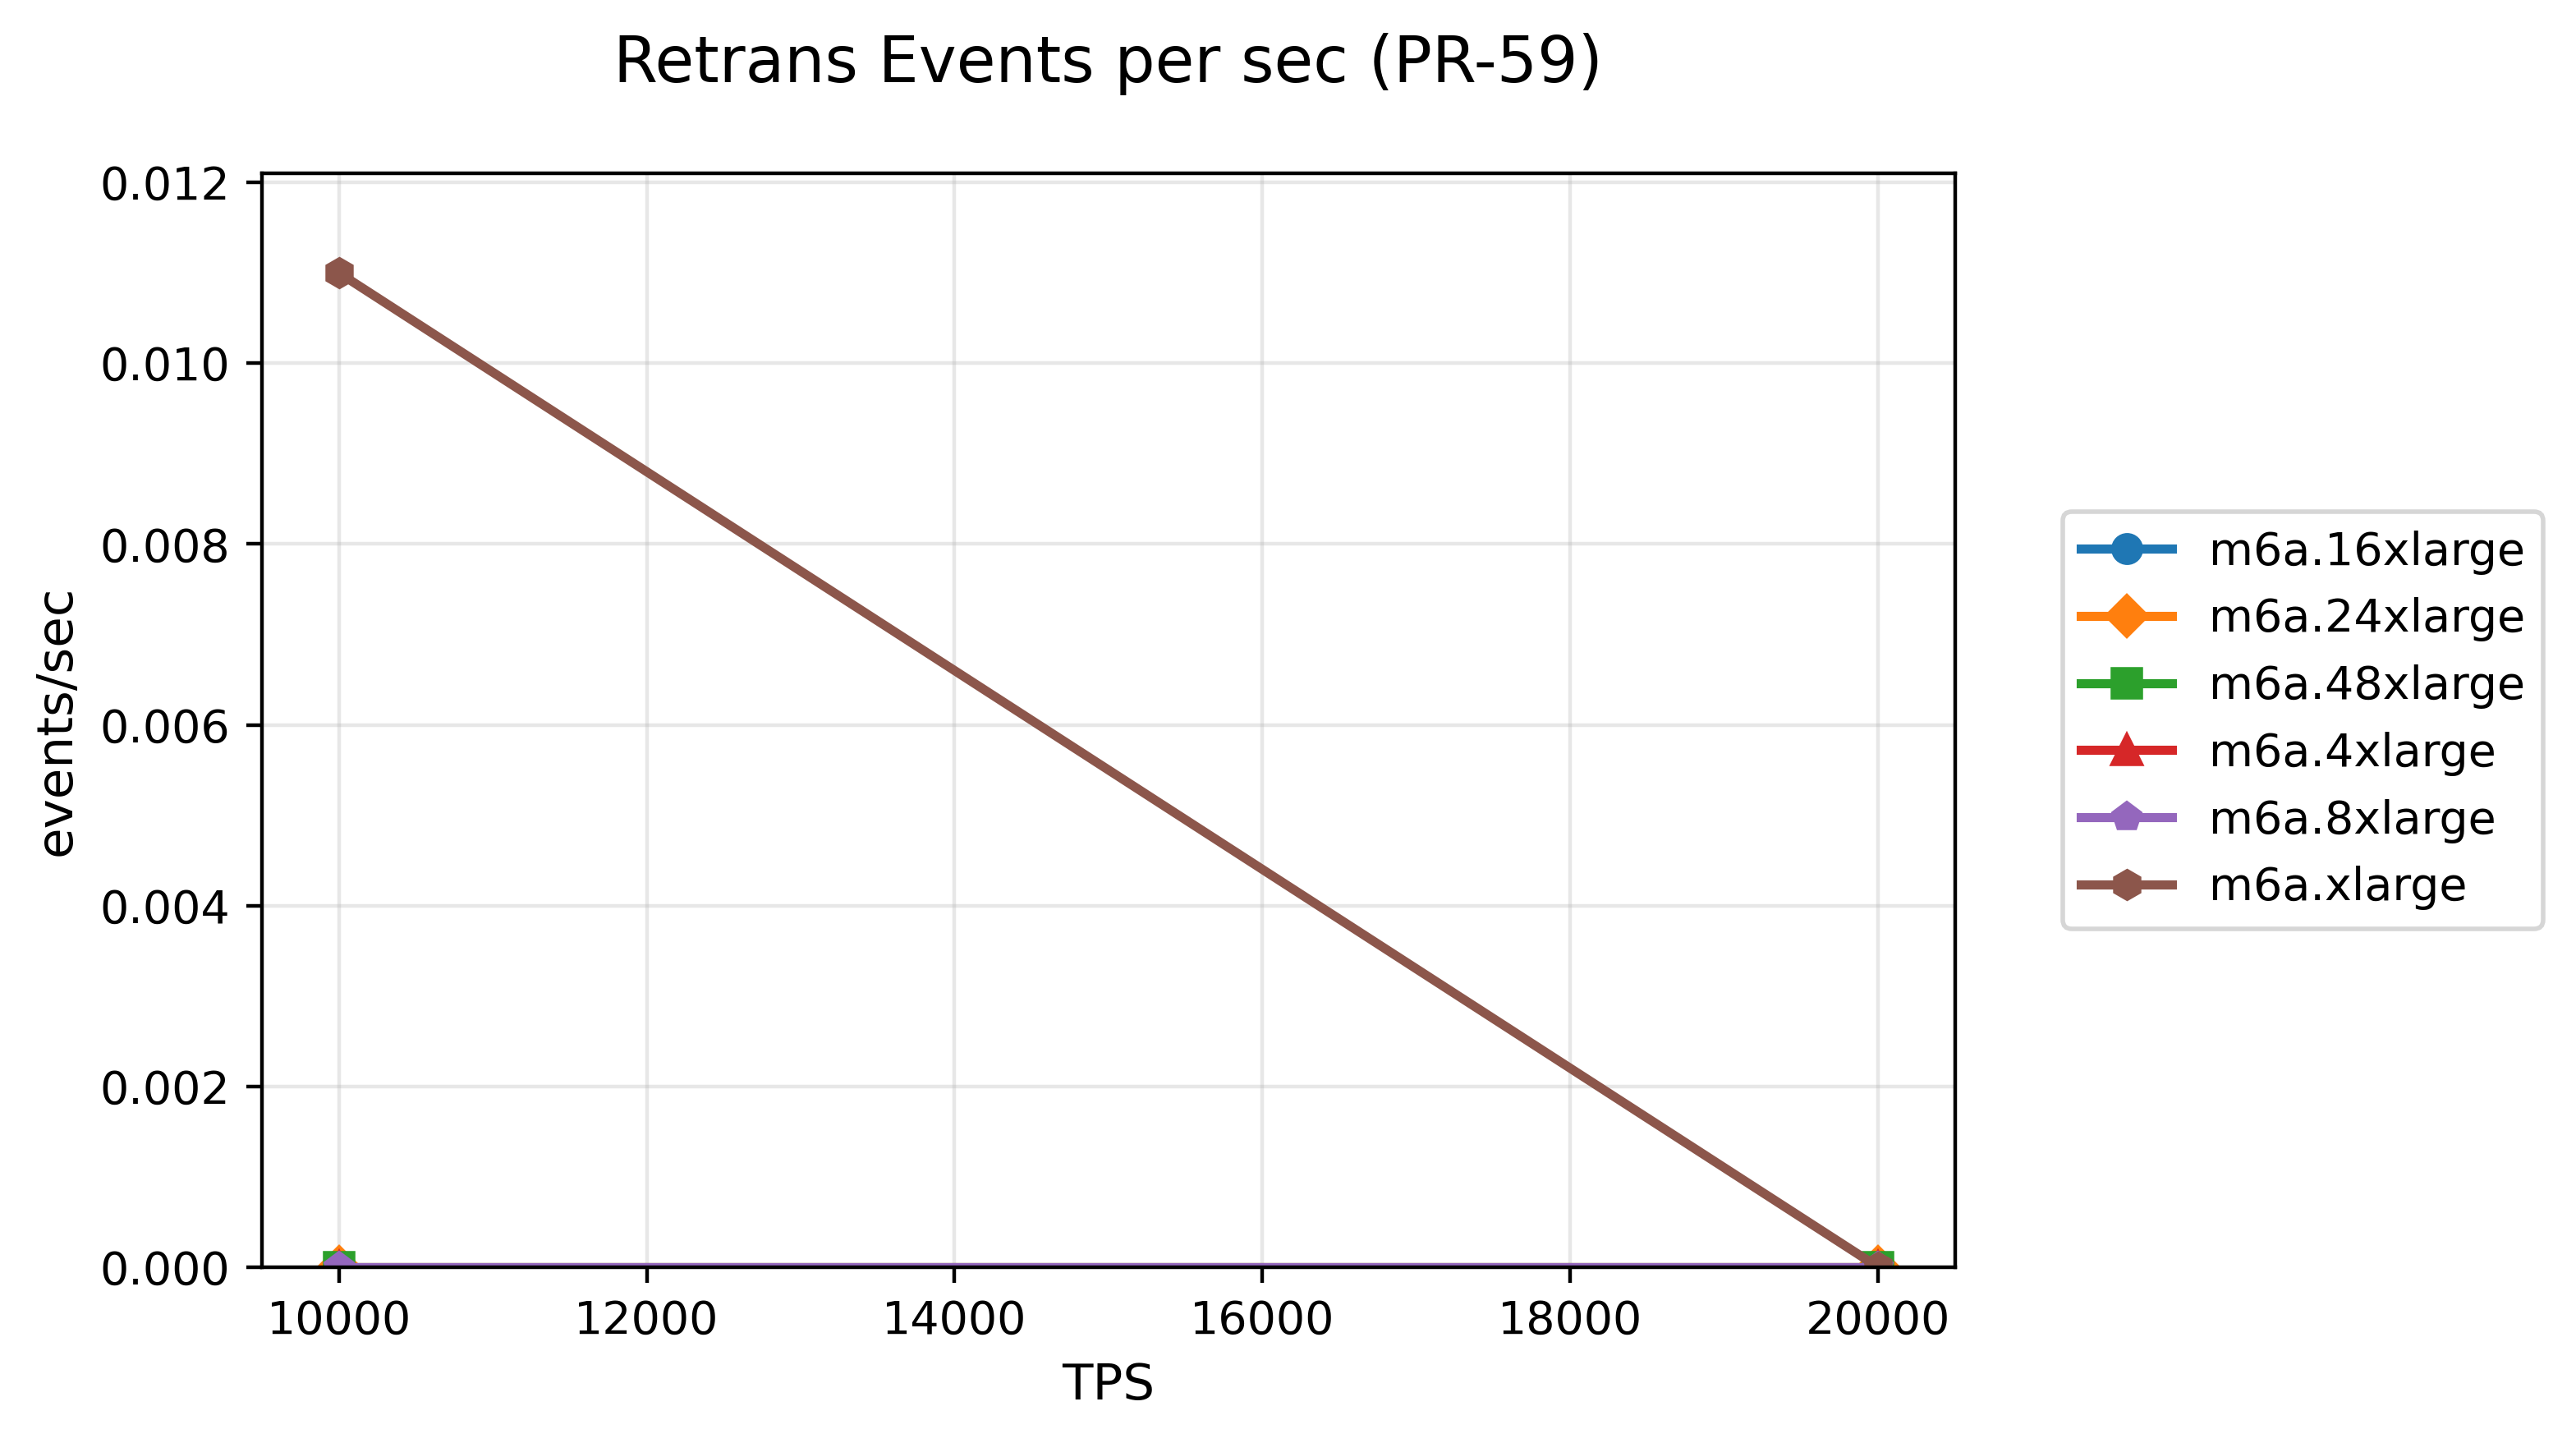 Retrans Events per sec (PR-59)
0.012
0.010
0.008
0.006
0.004
0.002
0.000
events/sec
10000 12000 14000 16000 18000 20000
TPS
m6a.16xlarge
m6a.24xlarge
m6a.48xlarge
m6a.4xlarge
m6a.8xlarge
m6a.xlarge